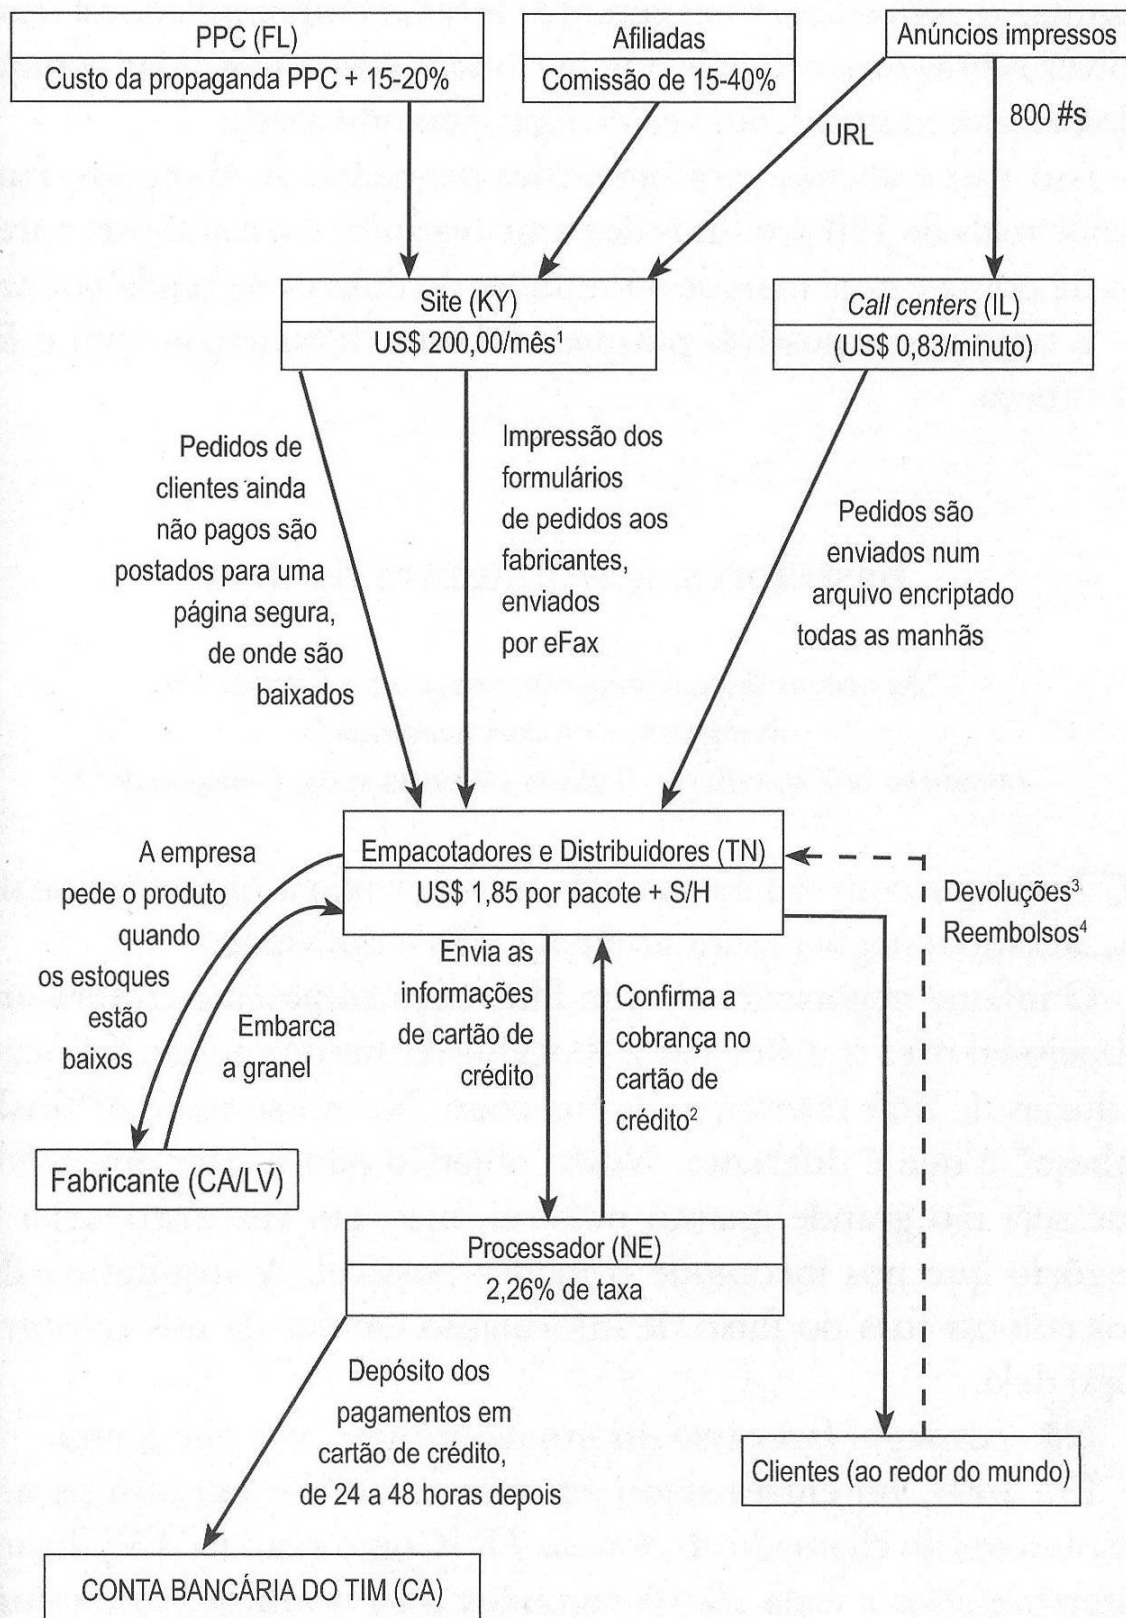 PPC (FL)
Custo da propaganda PPC + 15-20%
Afiliadas
Comissão de 15-40%
Anúncios impressos
URL
800 #s
Site (KY)
US$ 200,00/mês¹
Call centers (IL)
(US$ 0,83/minuto)
Pedidos de
clientes ainda
não pagos são
postados para uma
página segura,
de onde são
baixados
Impressão dos
formulários
de pedidos aos
fabricantes,
enviados
por eFax
Pedidos são
enviados num
arquivo encriptado
todas as manhãs
Empacotadores e Distribuidores (TN)
US$ 1,85 por pacote + S/H
A empresa
pede o produto
quando
os estoques
estão
baixos
Embarca
a granel
Envia as
informações
de cartão de
crédito
Confirma a
cobrança no
cartão de
crédito²
Devoluções³
Reembolsos⁴
Fabricante (CA/LV)
Processador (NE)
2,26% de taxa
Depósito dos
pagamentos em
cartão de crédito,
de 24 a 48 horas depois
Clientes (ao redor do mundo)
CONTA BANCÁRIA DO TIM (CA)